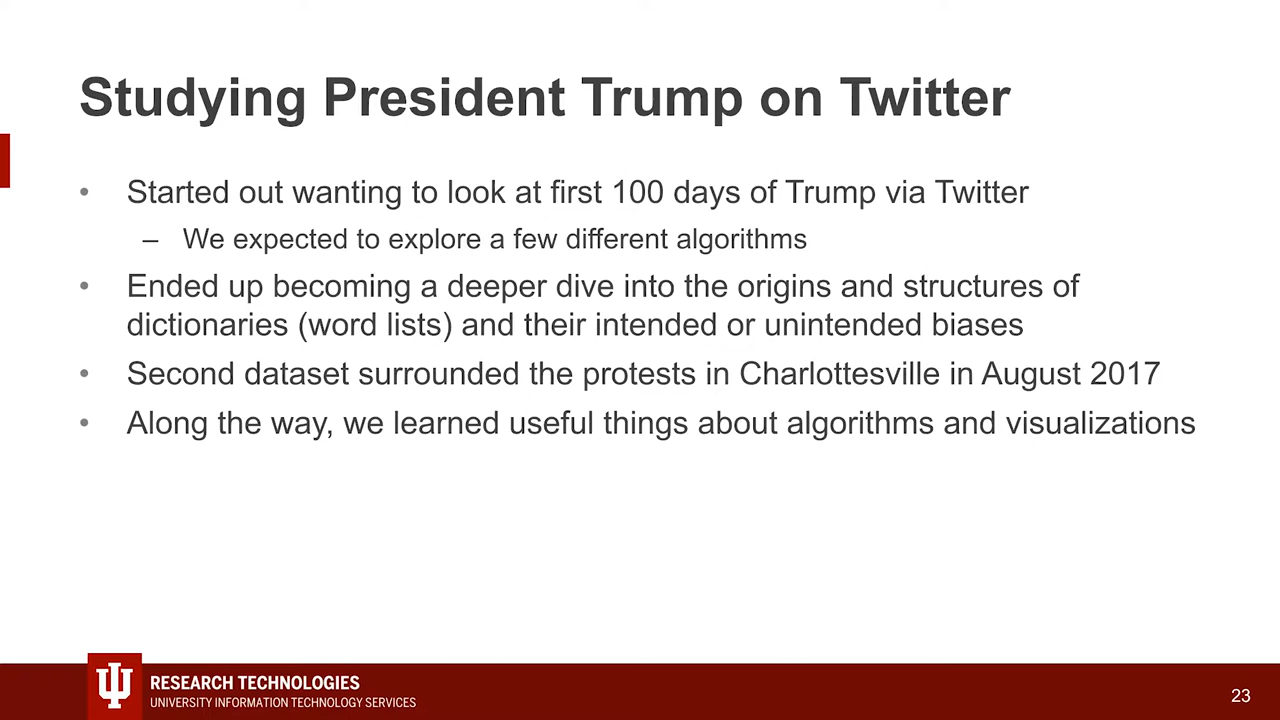 Studying President Trump on Twitter
• Started out wanting to look at first 100 days of Trump via Twitter
– We expected to explore a few different algorithms
• Ended up becoming a deeper dive into the origins and structures of
dictionaries (word lists) and their intended or unintended biases
• Second dataset surrounded the protests in Charlottesville in August 2017
• Along the way, we learned useful things about algorithms and visualizations
RESEARCH TECHNOLOGIES
UNIVERSITY INFORMATION TECHNOLOGY SERVICES
23